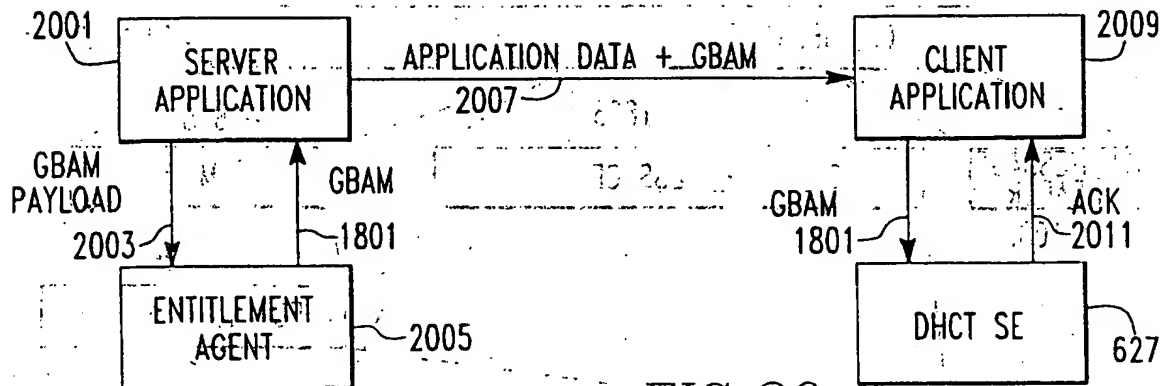 2001
SERVER
APPLICATION
APPLICATION DATA + GBAM
2007
CLIENT
APPLICATION
2009
GBAM
PAYLOAD
2003
GBAM
1801
GBAM
1801
ACK
2011
ENTITLEMENT
AGENT
2005
DHCT SE
627